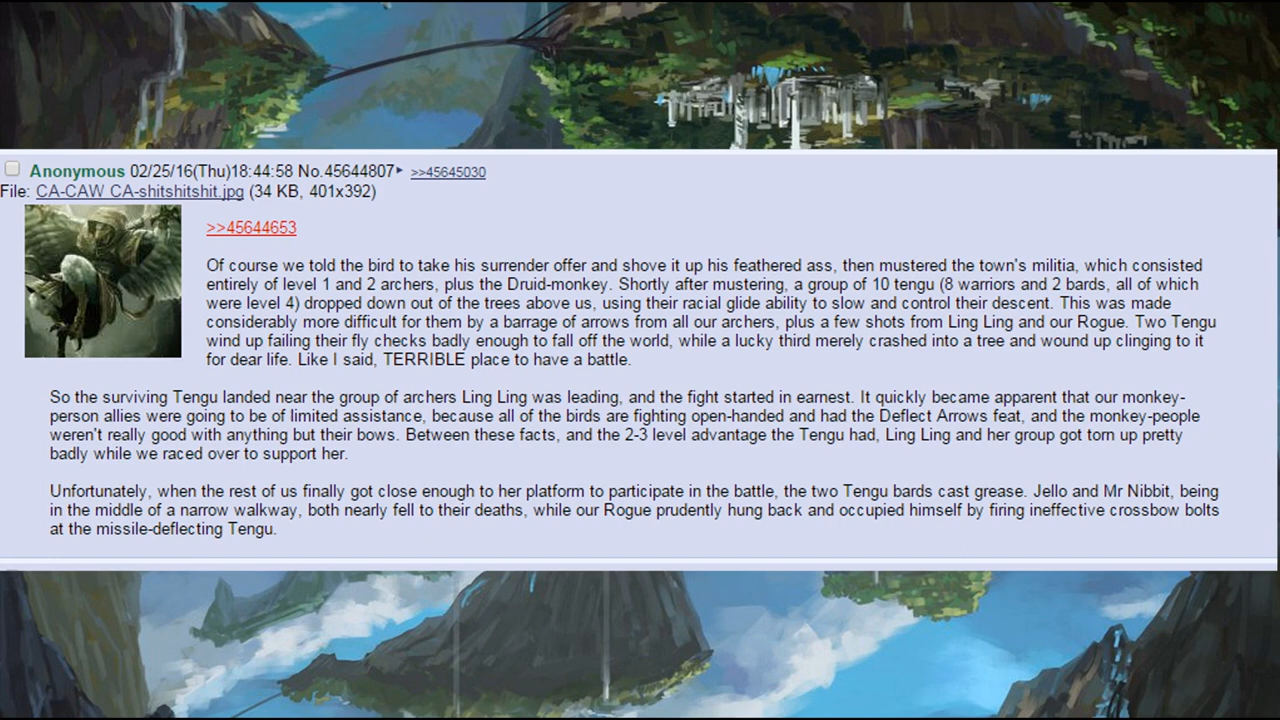 Anonymous 02/25/16(Thu)18:44:58 No.45644807 >>45645030
File: CA-CAW CA-shitshitshit.jpg (34 KB, 401x392)
>>45644653
Of course we told the bird to take his surrender offer and shove it up his feathered ass, then mustered the town's militia, which consisted
entirely of level 1 and 2 archers, plus the Druid-monkey. Shortly after mustering, a group of 10 tengu (8 warriors and 2 bards, all of which
were level 4) dropped down out of the trees above us, using their racial glide ability to slow and control their descent. This was made
considerably more difficult for them by a barrage of arrows from all our archers, plus a few shots from Ling Ling and our Rogue. Two Tengu
wind up failing their fly checks badly enough to fall off the world, while a lucky third merely crashed into a tree and wound up clinging to it
for dear life. Like I said, TERRIBLE place to have a battle.
So the surviving Tengu landed near the group of archers Ling Ling was leading, and the fight started in earnest. It quickly became apparent that our monkey-
person allies were going to be of limited assistance, because all of the birds are fighting open-handed and had the Deflect Arrows feat, and the monkey-people
weren't really good with anything but their bows. Between these facts, and the 2-3 level advantage the Tengu had, Ling Ling and her group got torn up pretty
badly while we raced over to support her.
Unfortunately, when the rest of us finally got close enough to her platform to participate in the battle, the two Tengu bards cast grease. Jello and Mr Nibbit, being
in the middle of a narrow walkway, both nearly fell to their deaths, while our Rogue prudently hung back and occupied himself by firing ineffective crossbow bolts
at the missile-deflecting Tengu.